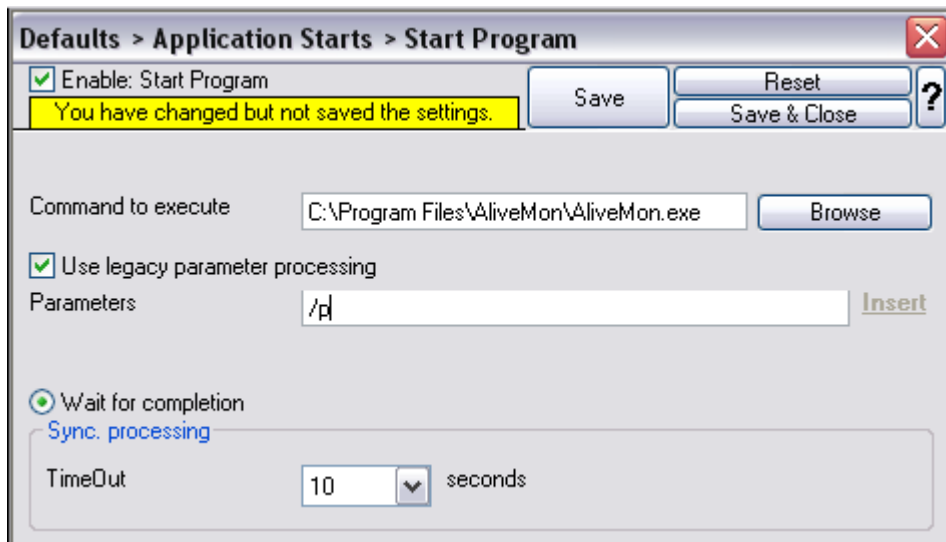 Defaults > Application Starts > Start Program
Enable: Start Program
You have changed but not saved the settings.
Save
Reset
Save & Close
?
Command to execute
C:\Program Files\AliveMon\AliveMon.exe
Browse
Use legacy parameter processing
Parameters
/p
Insert
Wait for completion
Sync. processing
TimeOut
10
seconds